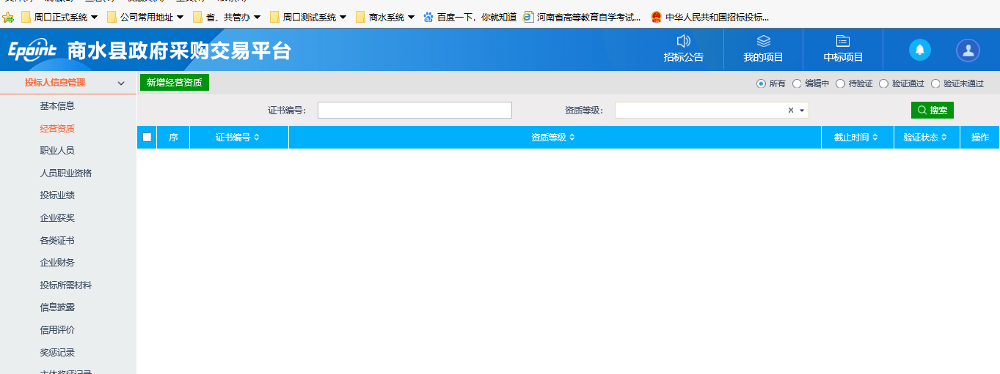 周口正式系统 公司常用地址 省、共管办 周口测试系统 商水系统 百度一下，你就知道 河南省高等教育自学考试... 中华人民共和国招标投标...
Epoint 商水县政府采购交易平台 招标公告 我的项目 中标项目
投标人信息管理 新增经营资质 所有 编辑中 待验证 验证通过 验证未通过
基本信息 证书编号： 资质等级： 搜索
经营资质 序 证书编号 资质等级 截止时间 验证状态 操作
职业人员
人员职业资格
投标业绩
企业获奖
各类证书
企业财务
投标所需材料
信息披露
信用评价
奖惩记录